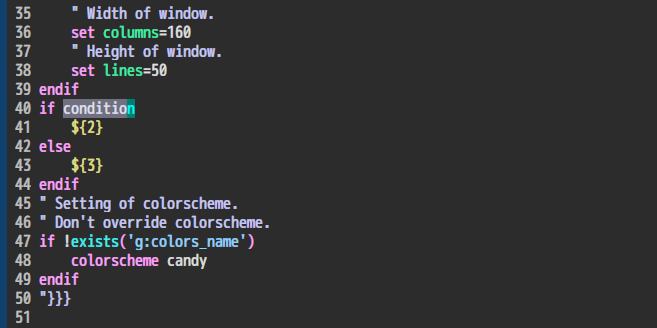 35     " Width of window.
36     set columns=160
37     " Height of window.
38     set lines=50
39 endif
40 if condition
41     ${2}
42 else
43     ${3}
44 endif
45 " Setting of colorscheme.
46 " Don't override colorscheme.
47 if !exists('g:colors_name')
48     colorscheme candy
49 endif
50 "}}}
51